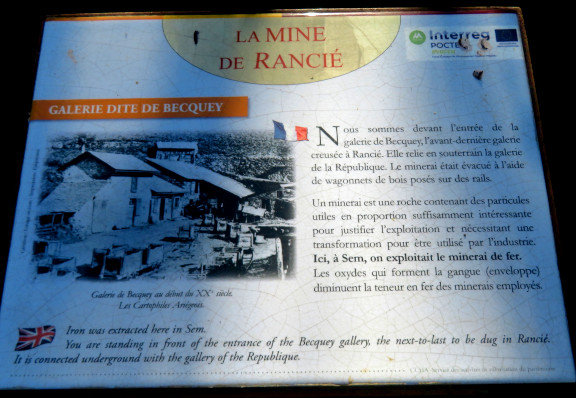 LA MINE
DE RANCIÉ
Interreg
POCTEFA
GALERIE DITE DE BECQUEY
Nous sommes devant l'entrée de la
galerie de Becquey, l'avant-dernière galerie
creusée à Rancié. Elle relie en souterrain la galerie
de la République. Le minerai était évacué à l'aide
de wagonnets de bois posés sur des rails.
Un minerai est une roche contenant des particules
utiles en proportion suffisamment intéressante
pour justifier l'exploitation et nécessitant une
transformation pour être utilisé par l'industrie.
Ici, à Sem, on exploitait le minerai de fer.
Les oxydes qui forment la gangue (enveloppe)
diminuent la teneur en fer des minerais employés.
Galerie de Becquey au début du XXe siècle.
- Les Cartophiles Ariégeois.
Iron was extracted here in Sem.
You are standing in front of the entrance of the Becquey gallery, the next-to-last to be dug in Rancié.
It is connected underground with the gallery of the Republique.